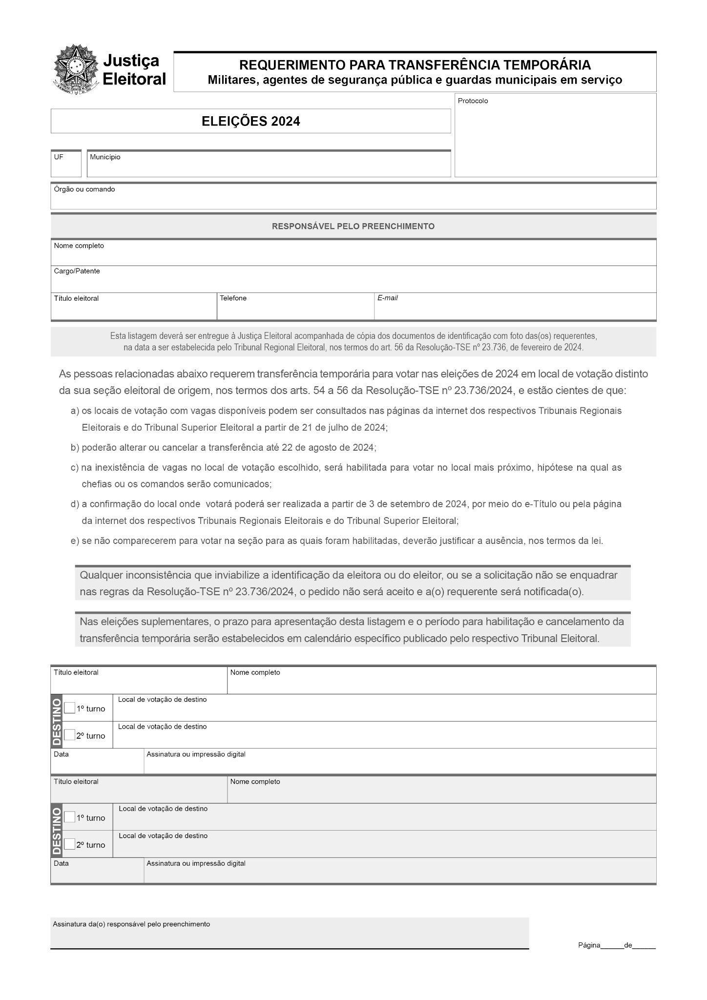 Justiça
Eleitoral
REQUERIMENTO PARA TRANSFERÊNCIA TEMPORÁRIA
Militares, agentes de segurança pública e guardas municipais em serviço
Protocolo
ELEIÇÕES 2024
UF
Município
Órgão ou comando
RESPONSÁVEL PELO PREENCHIMENTO
Nome completo
Cargo/Patente
Título eleitoral
Telefone
E-mail
Esta listagem deverá ser entregue à Justiça Eleitoral acompanhada de cópia dos documentos de identificação com foto das(os) requerentes,
na data a ser estabelecida pelo Tribunal Regional Eleitoral, nos termos do art. 56 da Resolução-TSE nº 23.736, de fevereiro de 2024.
As pessoas relacionadas abaixo requerem transferência temporária para votar nas eleições de 2024 em local de votação distinto
da sua seção eleitoral de origem, nos termos dos arts. 54 a 56 da Resolução-TSE nº 23.736/2024, e estão cientes de que:
a) os locais de votação com vagas disponíveis podem ser consultados nas páginas da internet dos respectivos Tribunais Regionais
Eleitorais e do Tribunal Superior Eleitoral a partir de 21 de julho de 2024;
b) poderão alterar ou cancelar a transferência até 22 de agosto de 2024;
c) na inexistência de vagas no local de votação escolhido, será habilitada para votar no local mais próximo, hipótese na qual as
chefias ou os comandos serão comunicados;
d) a confirmação do local onde votará poderá ser realizada a partir de 3 de setembro de 2024, por meio do e-Título ou pela página
da internet dos respectivos Tribunais Regionais Eleitorais e do Tribunal Superior Eleitoral;
e) se não comparecerem para votar na seção para as quais foram habilitadas, deverão justificar a ausência, nos termos da lei.
Qualquer inconsistência que inviabilize a identificação da eleitora ou do eleitor, ou se a solicitação não se enquadrar
nas regras da Resolução-TSE nº 23.736/2024, o pedido não será aceito e a(o) requerente será notificada(o).
Nas eleições suplementares, o prazo para apresentação desta listagem e o período para habilitação e cancelamento da
transferência temporária serão estabelecidos em calendário específico publicado pelo respectivo Tribunal Eleitoral.
Título eleitoral
Nome completo
DESTINO
1º turno
Local de votação de destino
2º turno
Local de votação de destino
Data
Assinatura ou impressão digital
Título eleitoral
Nome completo
DESTINO
1º turno
Local de votação de destino
2º turno
Local de votação de destino
Data
Assinatura ou impressão digital
Assinatura da(o) responsável pelo preenchimento
Página______de______